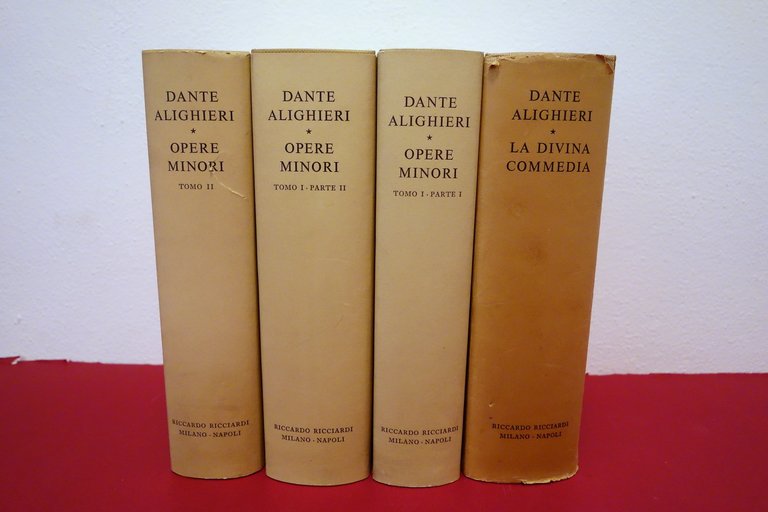 DANTE
ALIGHIERI
*
OPERE
MINORI
TOMO II
RICCARDO RICCIARDI
MILANO - NAPOLI
DANTE
ALIGHIERI
*
OPERE
MINORI
TOMO I · PARTE II
RICCARDO RICCIARDI
MILANO - NAPOLI
DANTE
ALIGHIERI
*
OPERE
MINORI
TOMO I · PARTE I
RICCARDO RICCIARDI
MILANO - NAPOLI
DANTE
ALIGHIERI
*
LA DIVINA
COMMEDIA
RICCARDO RICCIARDI
MILANO - NAPOLI